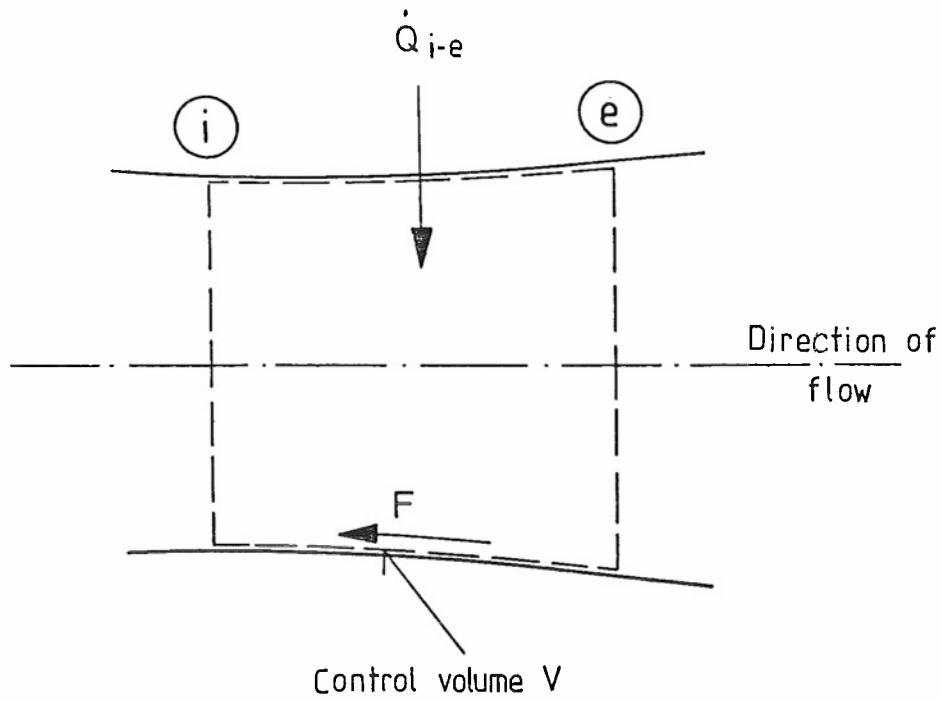 Q̇ i-e
i
e
Direction of
flow
F
Control volume V